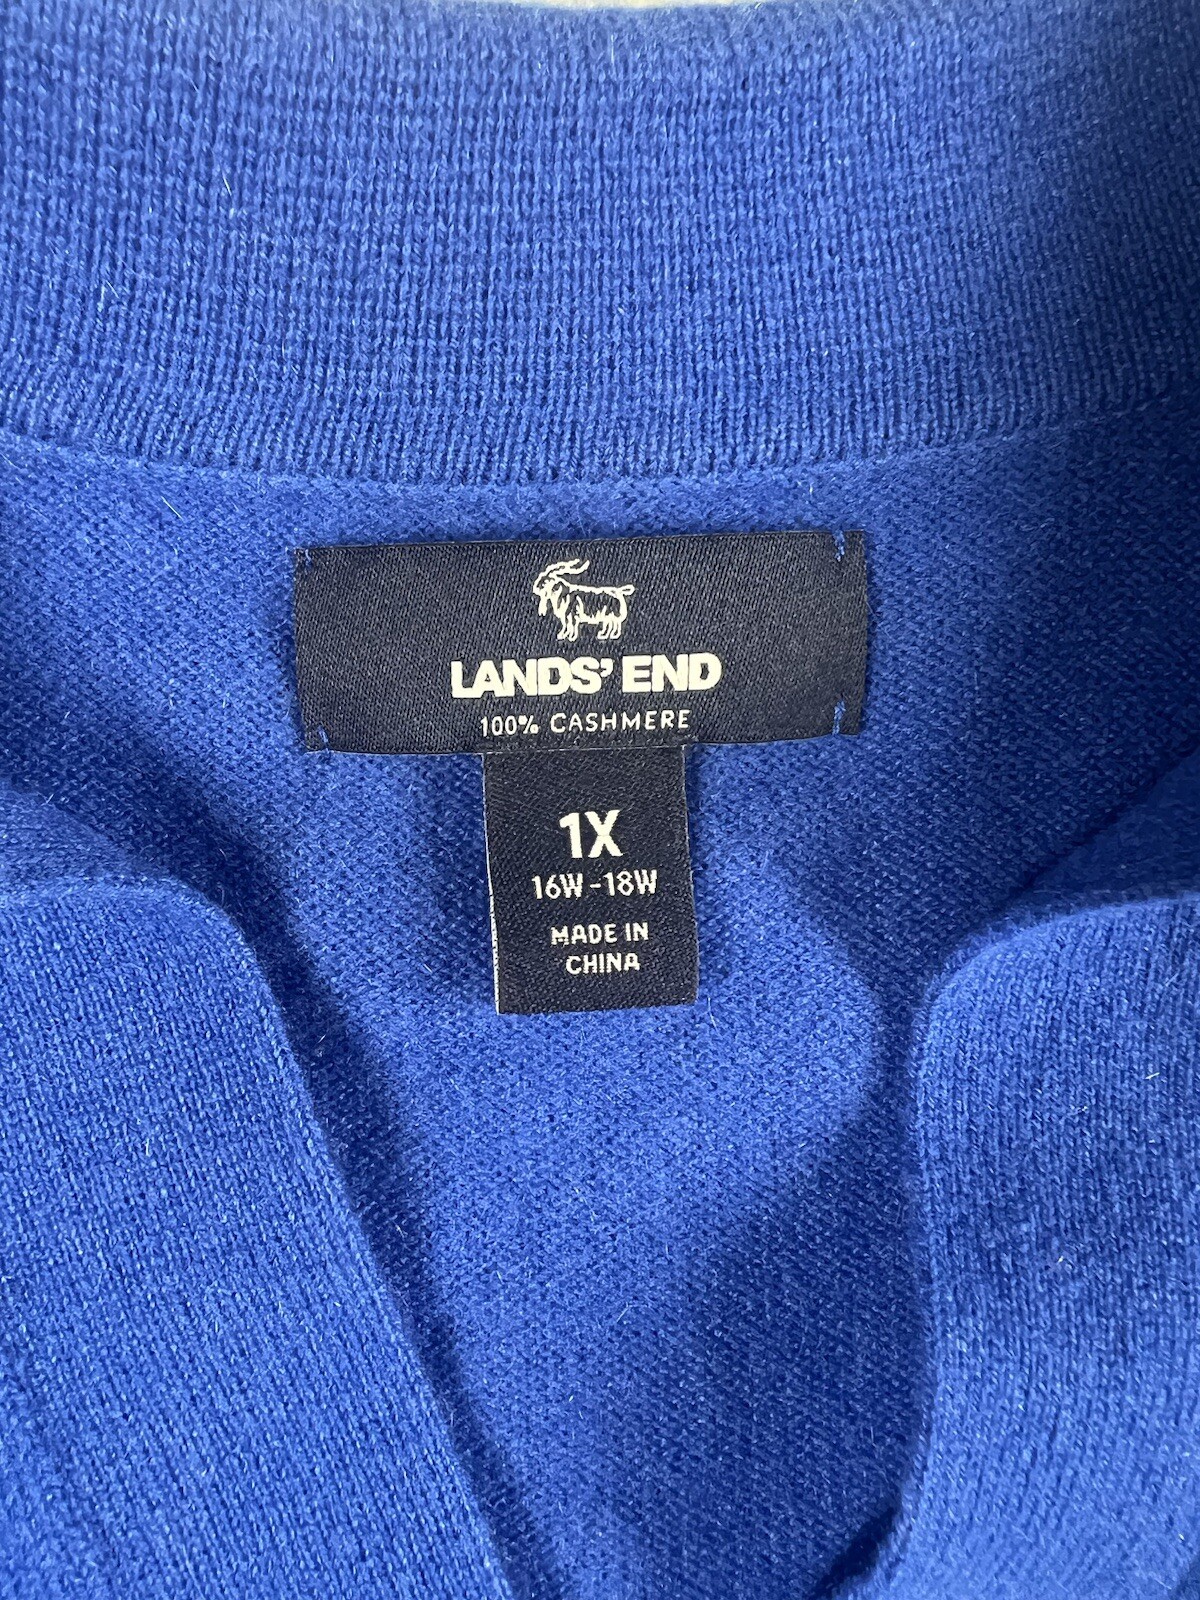 LANDS' END
100% CASHMERE
1X
16W-18W
MADE IN
CHINA